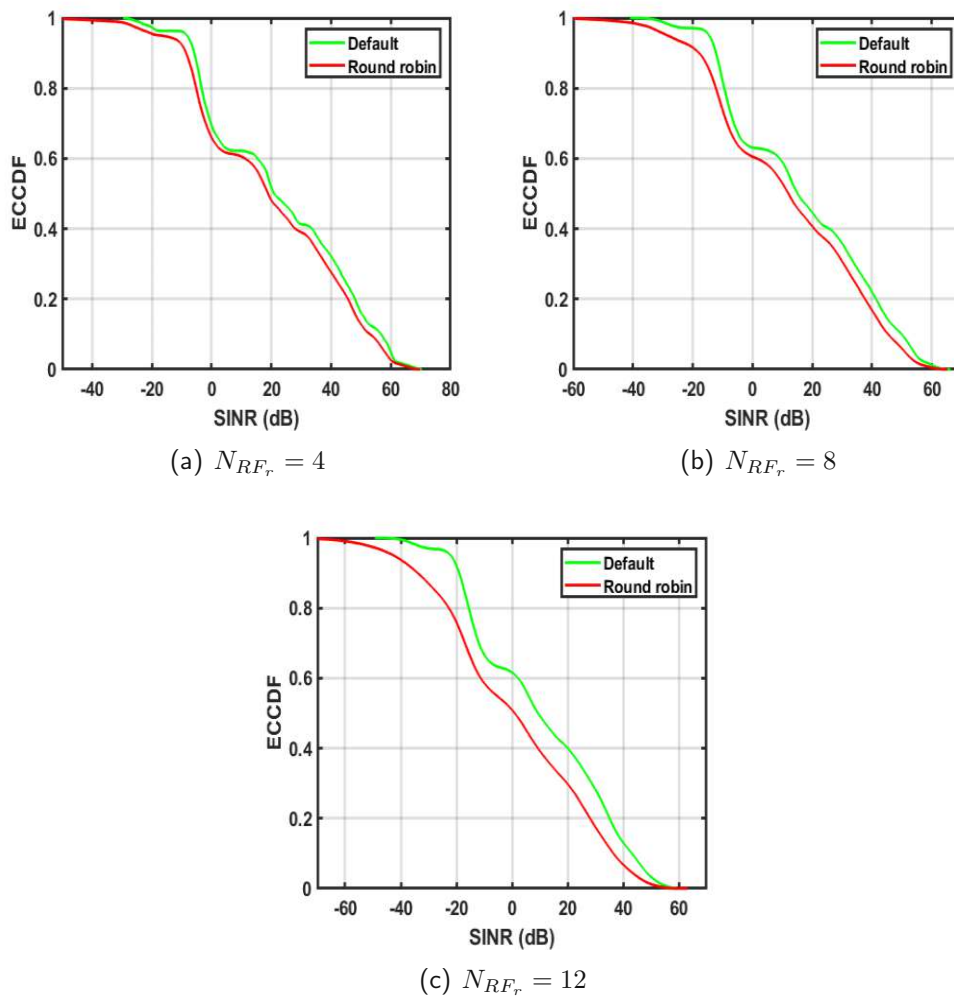 1
0.8
0.6
0.4
0.2
0
ECCDF
Default
Round robin
-40 -20 0 20 40 60 80
SINR (dB)
(a) N_{RF_r} = 4
1
0.8
0.6
0.4
0.2
0
ECCDF
Default
Round robin
-60 -40 -20 0 20 40 60
SINR (dB)
(b) N_{RF_r} = 8
1
0.8
0.6
0.4
0.2
0
ECCDF
Default
Round robin
-60 -40 -20 0 20 40 60
SINR (dB)
(c) N_{RF_r} = 12